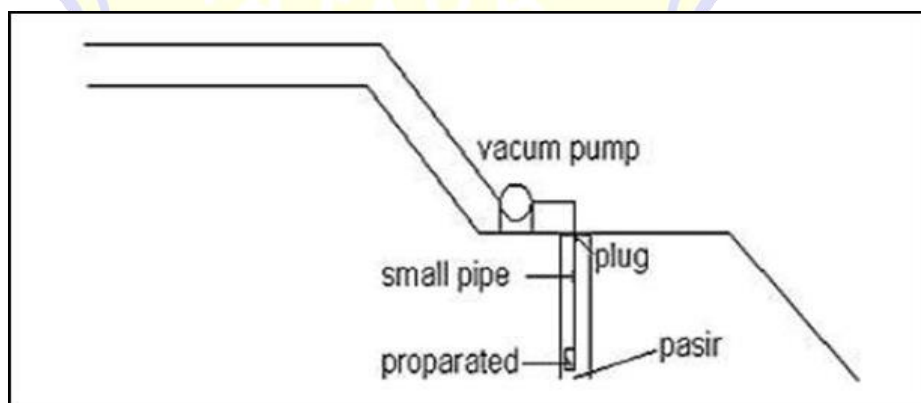 vacum pump
plug
small pipe
proparated
pasir